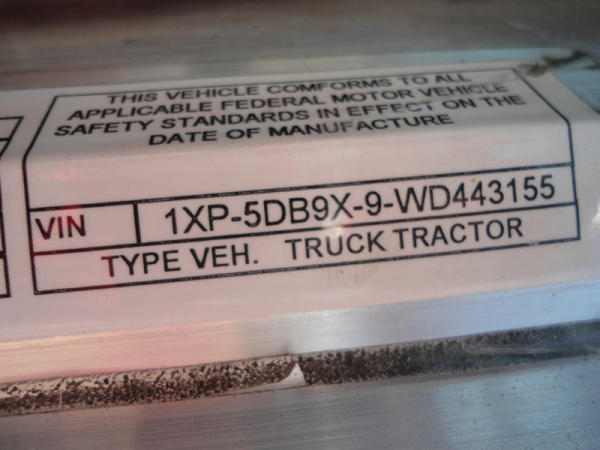 THIS VEHICLE COMFORMS TO ALL
APPLICABLE FEDERAL MOTOR VEHICLE
SAFETY STANDARDS IN EFFECT ON THE
DATE OF MANUFACTURE
VIN 1XP-5DB9X-9-WD443155
TYPE VEH. TRUCK TRACTOR